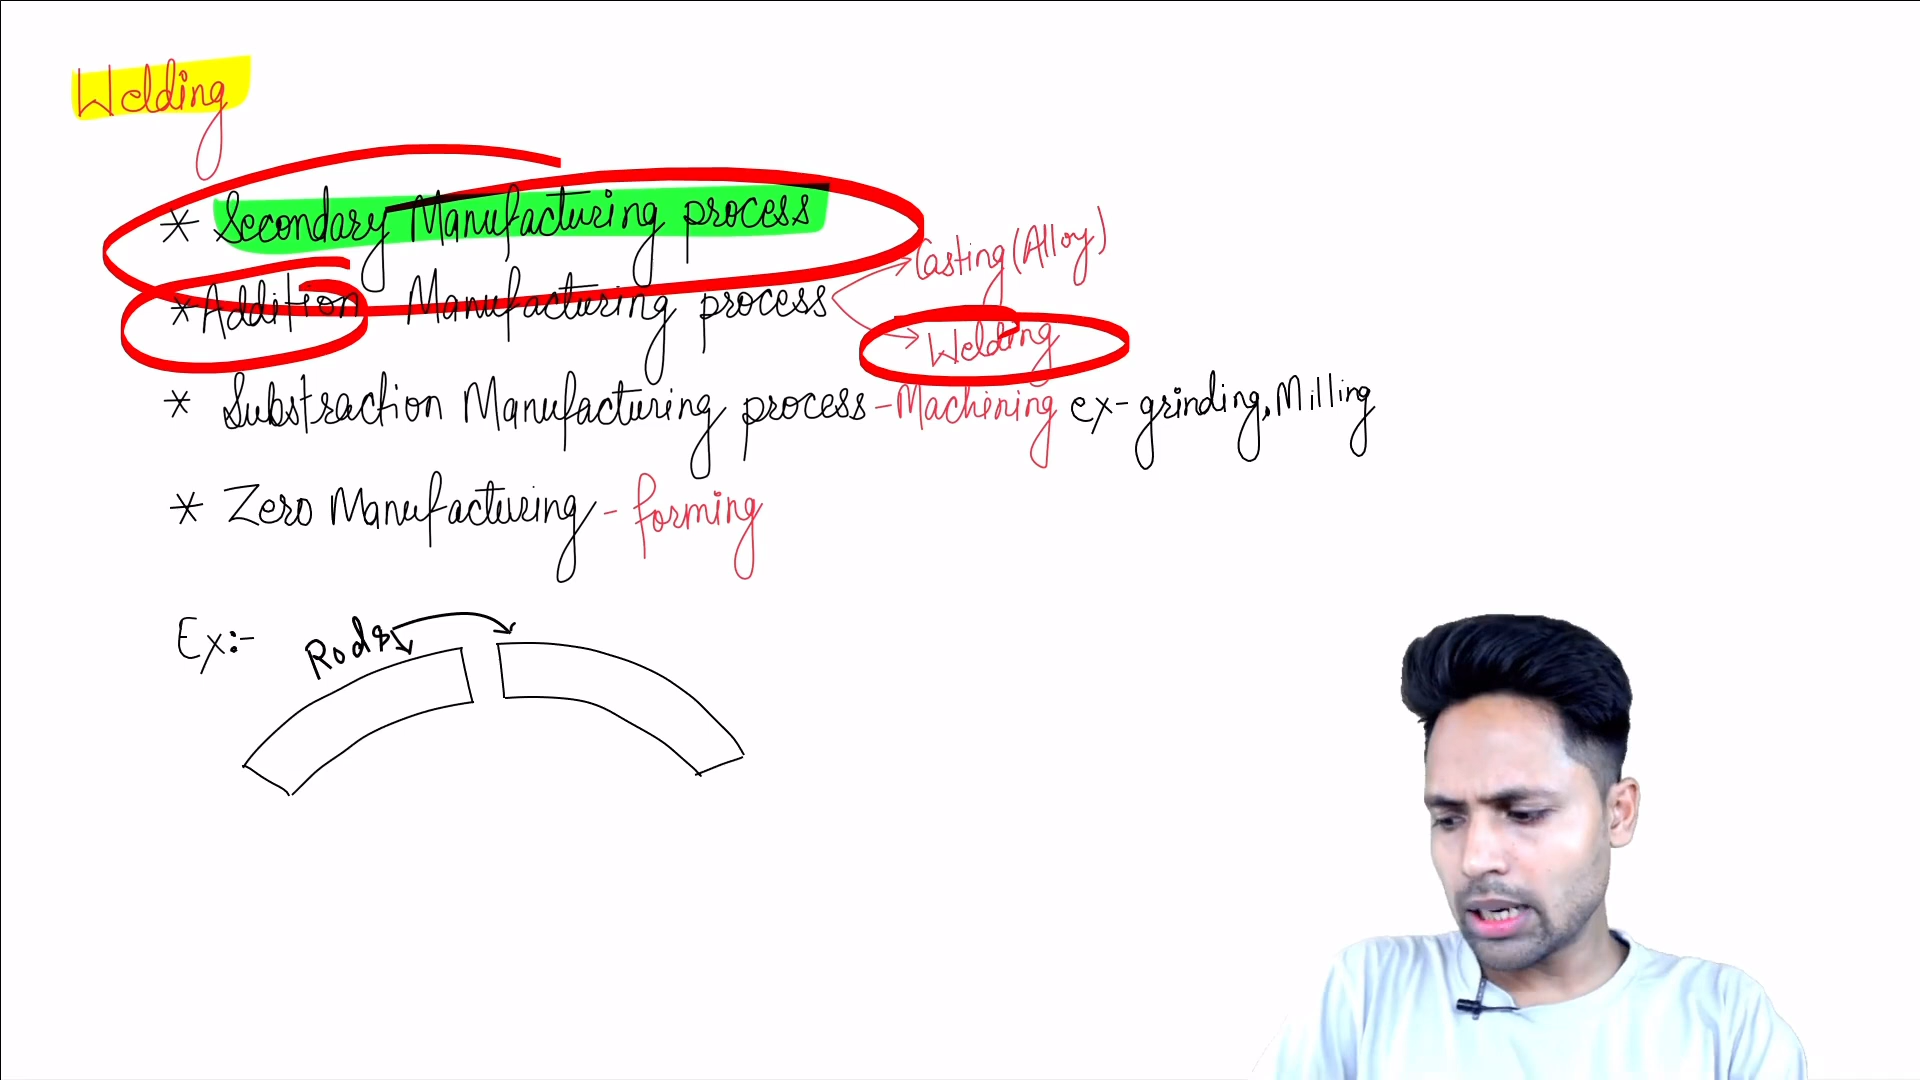 Welding
* Secondary Manufacturing process
Casting (Alloy)
* Addition Manufacturing process
Welding
* Substraction Manufacturing process - Machining ex- grinding, Milling
* Zero Manufacturing - forming
Ex:- Rods